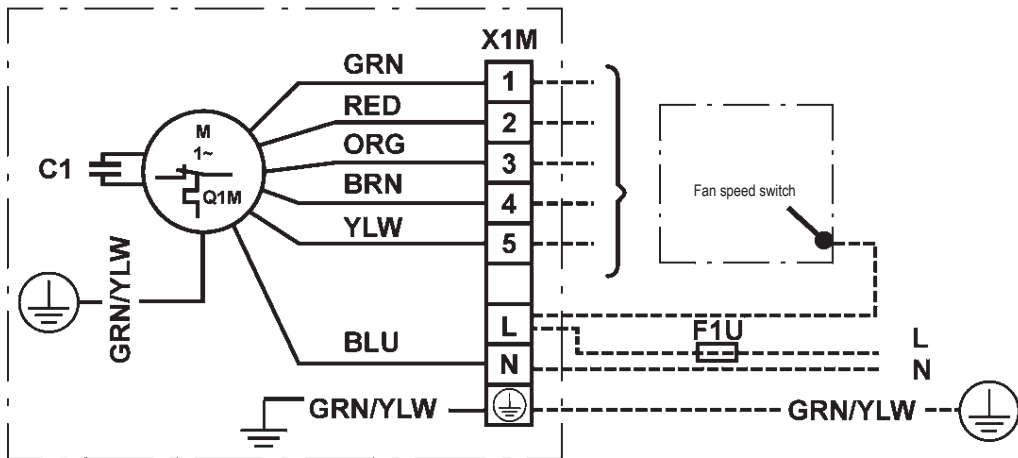 X1M
GRN
1
RED
2
M
1~
ORG
3
C1
Q1M
BRN
4
Fan speed switch
YLW
5
GRN/YLW
L
F1U
L
BLU
N
N
GRN/YLW
GRN/YLW